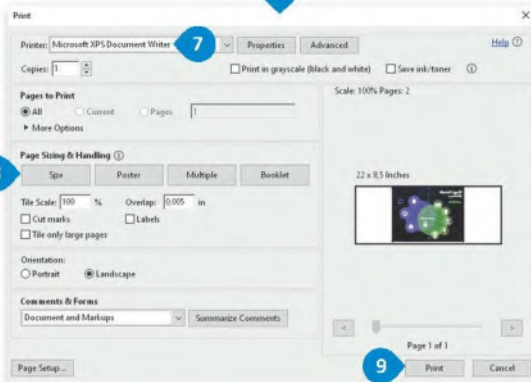 Print
Printer: Microsoft XPS Document Writer 7 Properties Advanced Help
Copies: 1 Print in grayscale (black and white) Save ink/toner
Pages to Print
All Current Pages 1
More Options
Scale: 100% Pages: 2
Page Sizing & Handling
Size Poster Multiple Booklet
22 x 8,5 Inches
Tile Scale: 100 % Overlap: 0,005 in
Cut marks Labels
Tile only large pages
Orientation:
Portrait Landscape
Comments & Forms
Document and Markups Summarize Comments
< >
Page 1 of 1
Page Setup... 9 Print Cancel